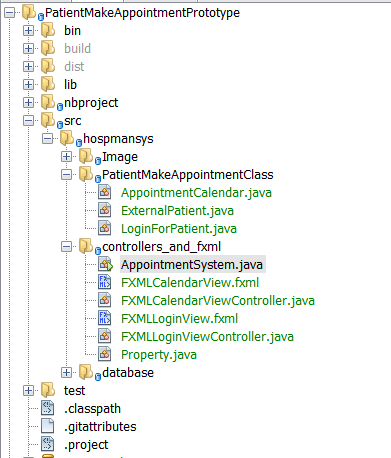 PatientMakeAppointmentPrototype
bin
build
dist
lib
nbproject
src
hospmansys
Image
PatientMakeAppointmentClass
AppointmentCalendar.java
ExternalPatient.java
LoginForPatient.java
controllers_and_fxml
AppointmentSystem.java
FXMLCalendarView.fxml
FXMLCalendarViewController.java
FXMLLoginView.fxml
FXMLLoginViewController.java
Property.java
database
test
.classpath
.gitattributes
.project